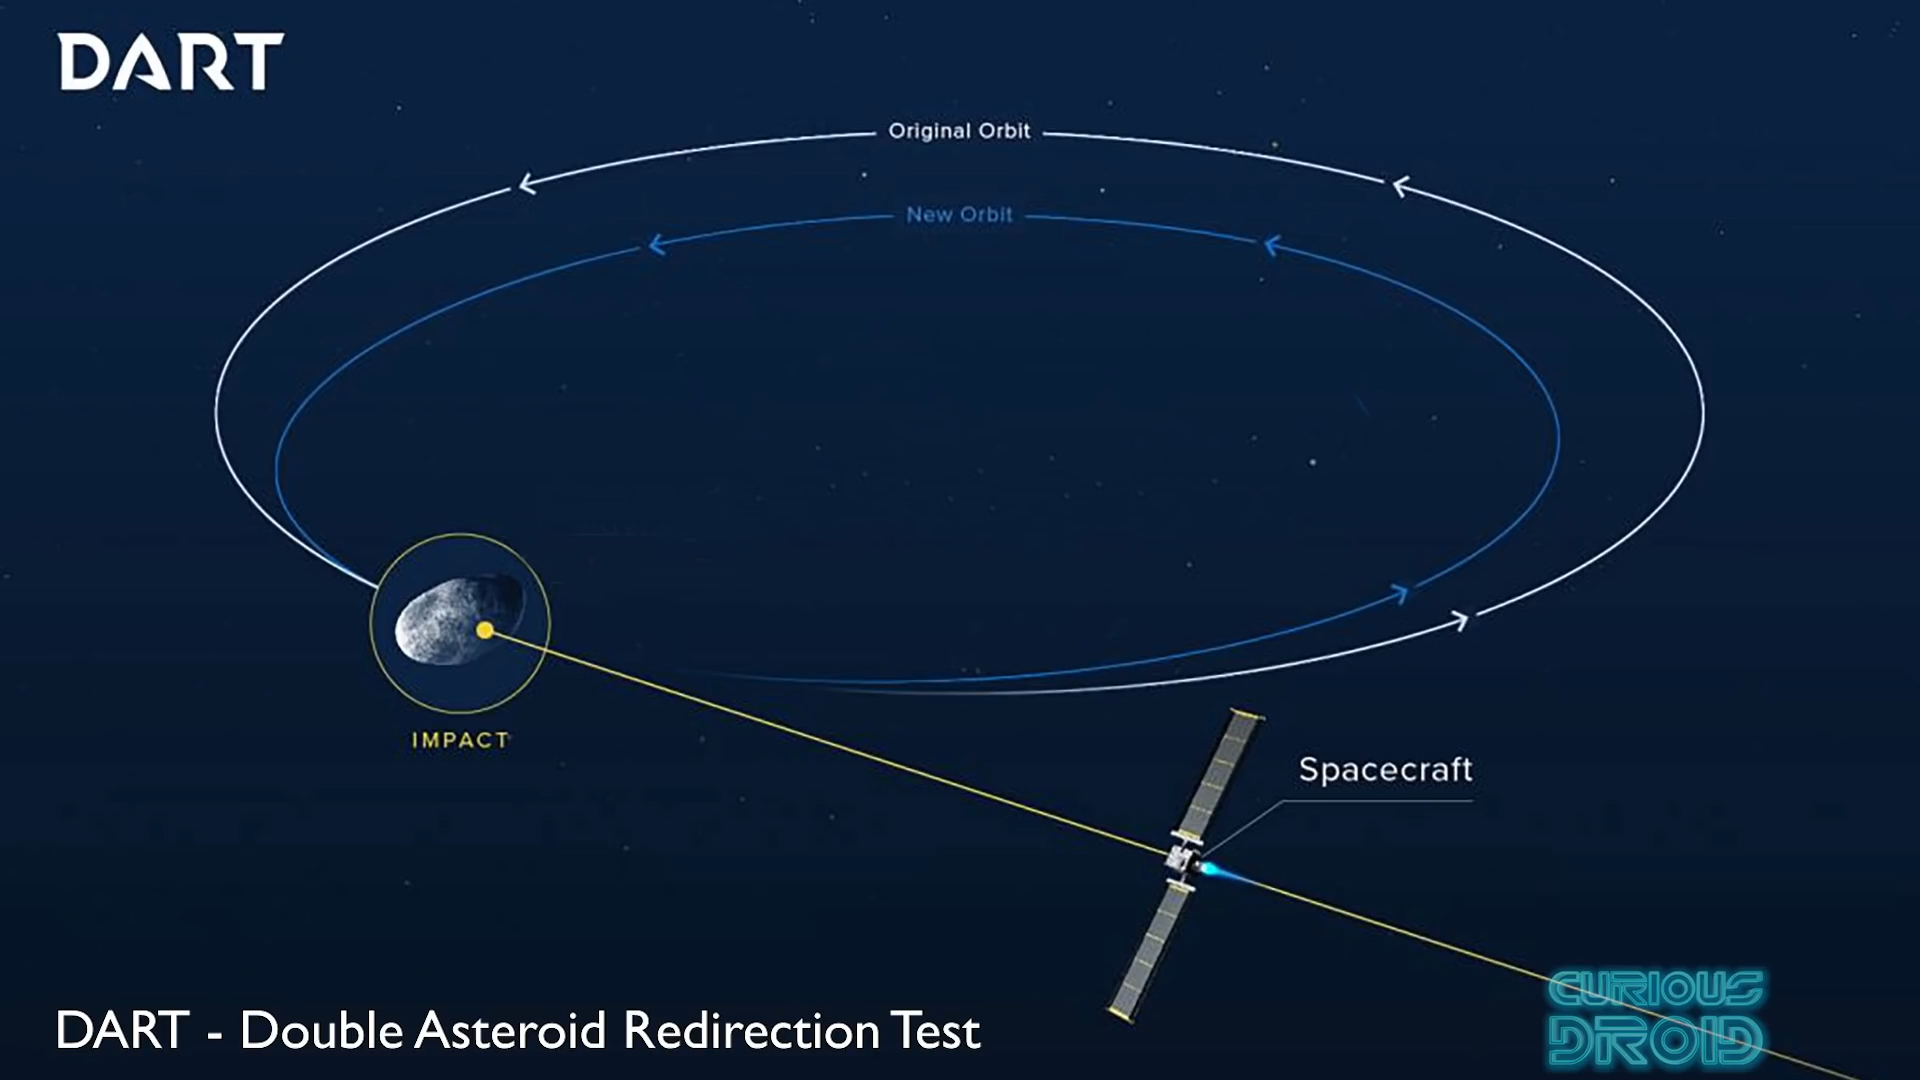 DART
Original Orbit
New Orbit
IMPACT
Spacecraft
DART - Double Asteroid Redirection Test
CURIOUS
DROID